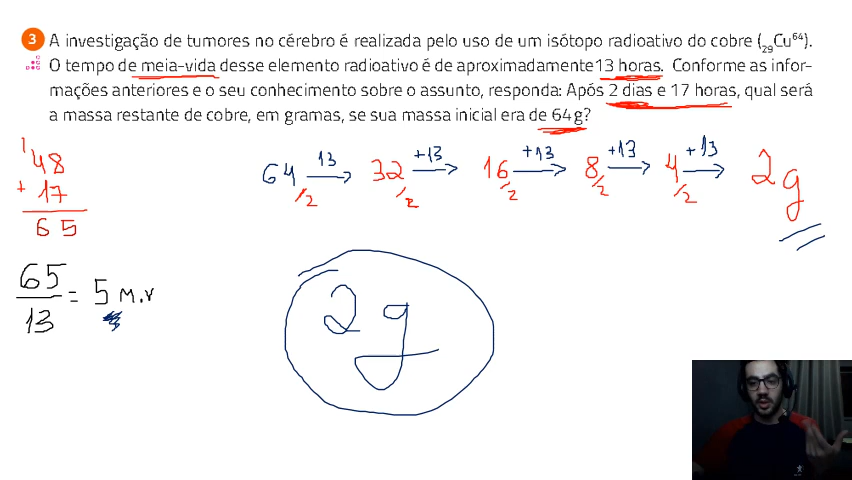 3 A investigação de tumores no cérebro é realizada pelo uso de um isótopo radioativo do cobre (₂₉Cu⁶⁴).
O tempo de meia-vida desse elemento radioativo é de aproximadamente 13 horas. Conforme as infor-
mações anteriores e o seu conhecimento sobre o assunto, responda: Após 2 dias e 17 horas, qual será
a massa restante de cobre, em gramas, se sua massa inicial era de 64 g?
1
48
+ 17
65
13 +13 +13 +13 +13
64 → 32 → 16 → 8 → 4 → 2 g
/2 /2 /2 /2 /2
65
13
= 5 M.V
2 g